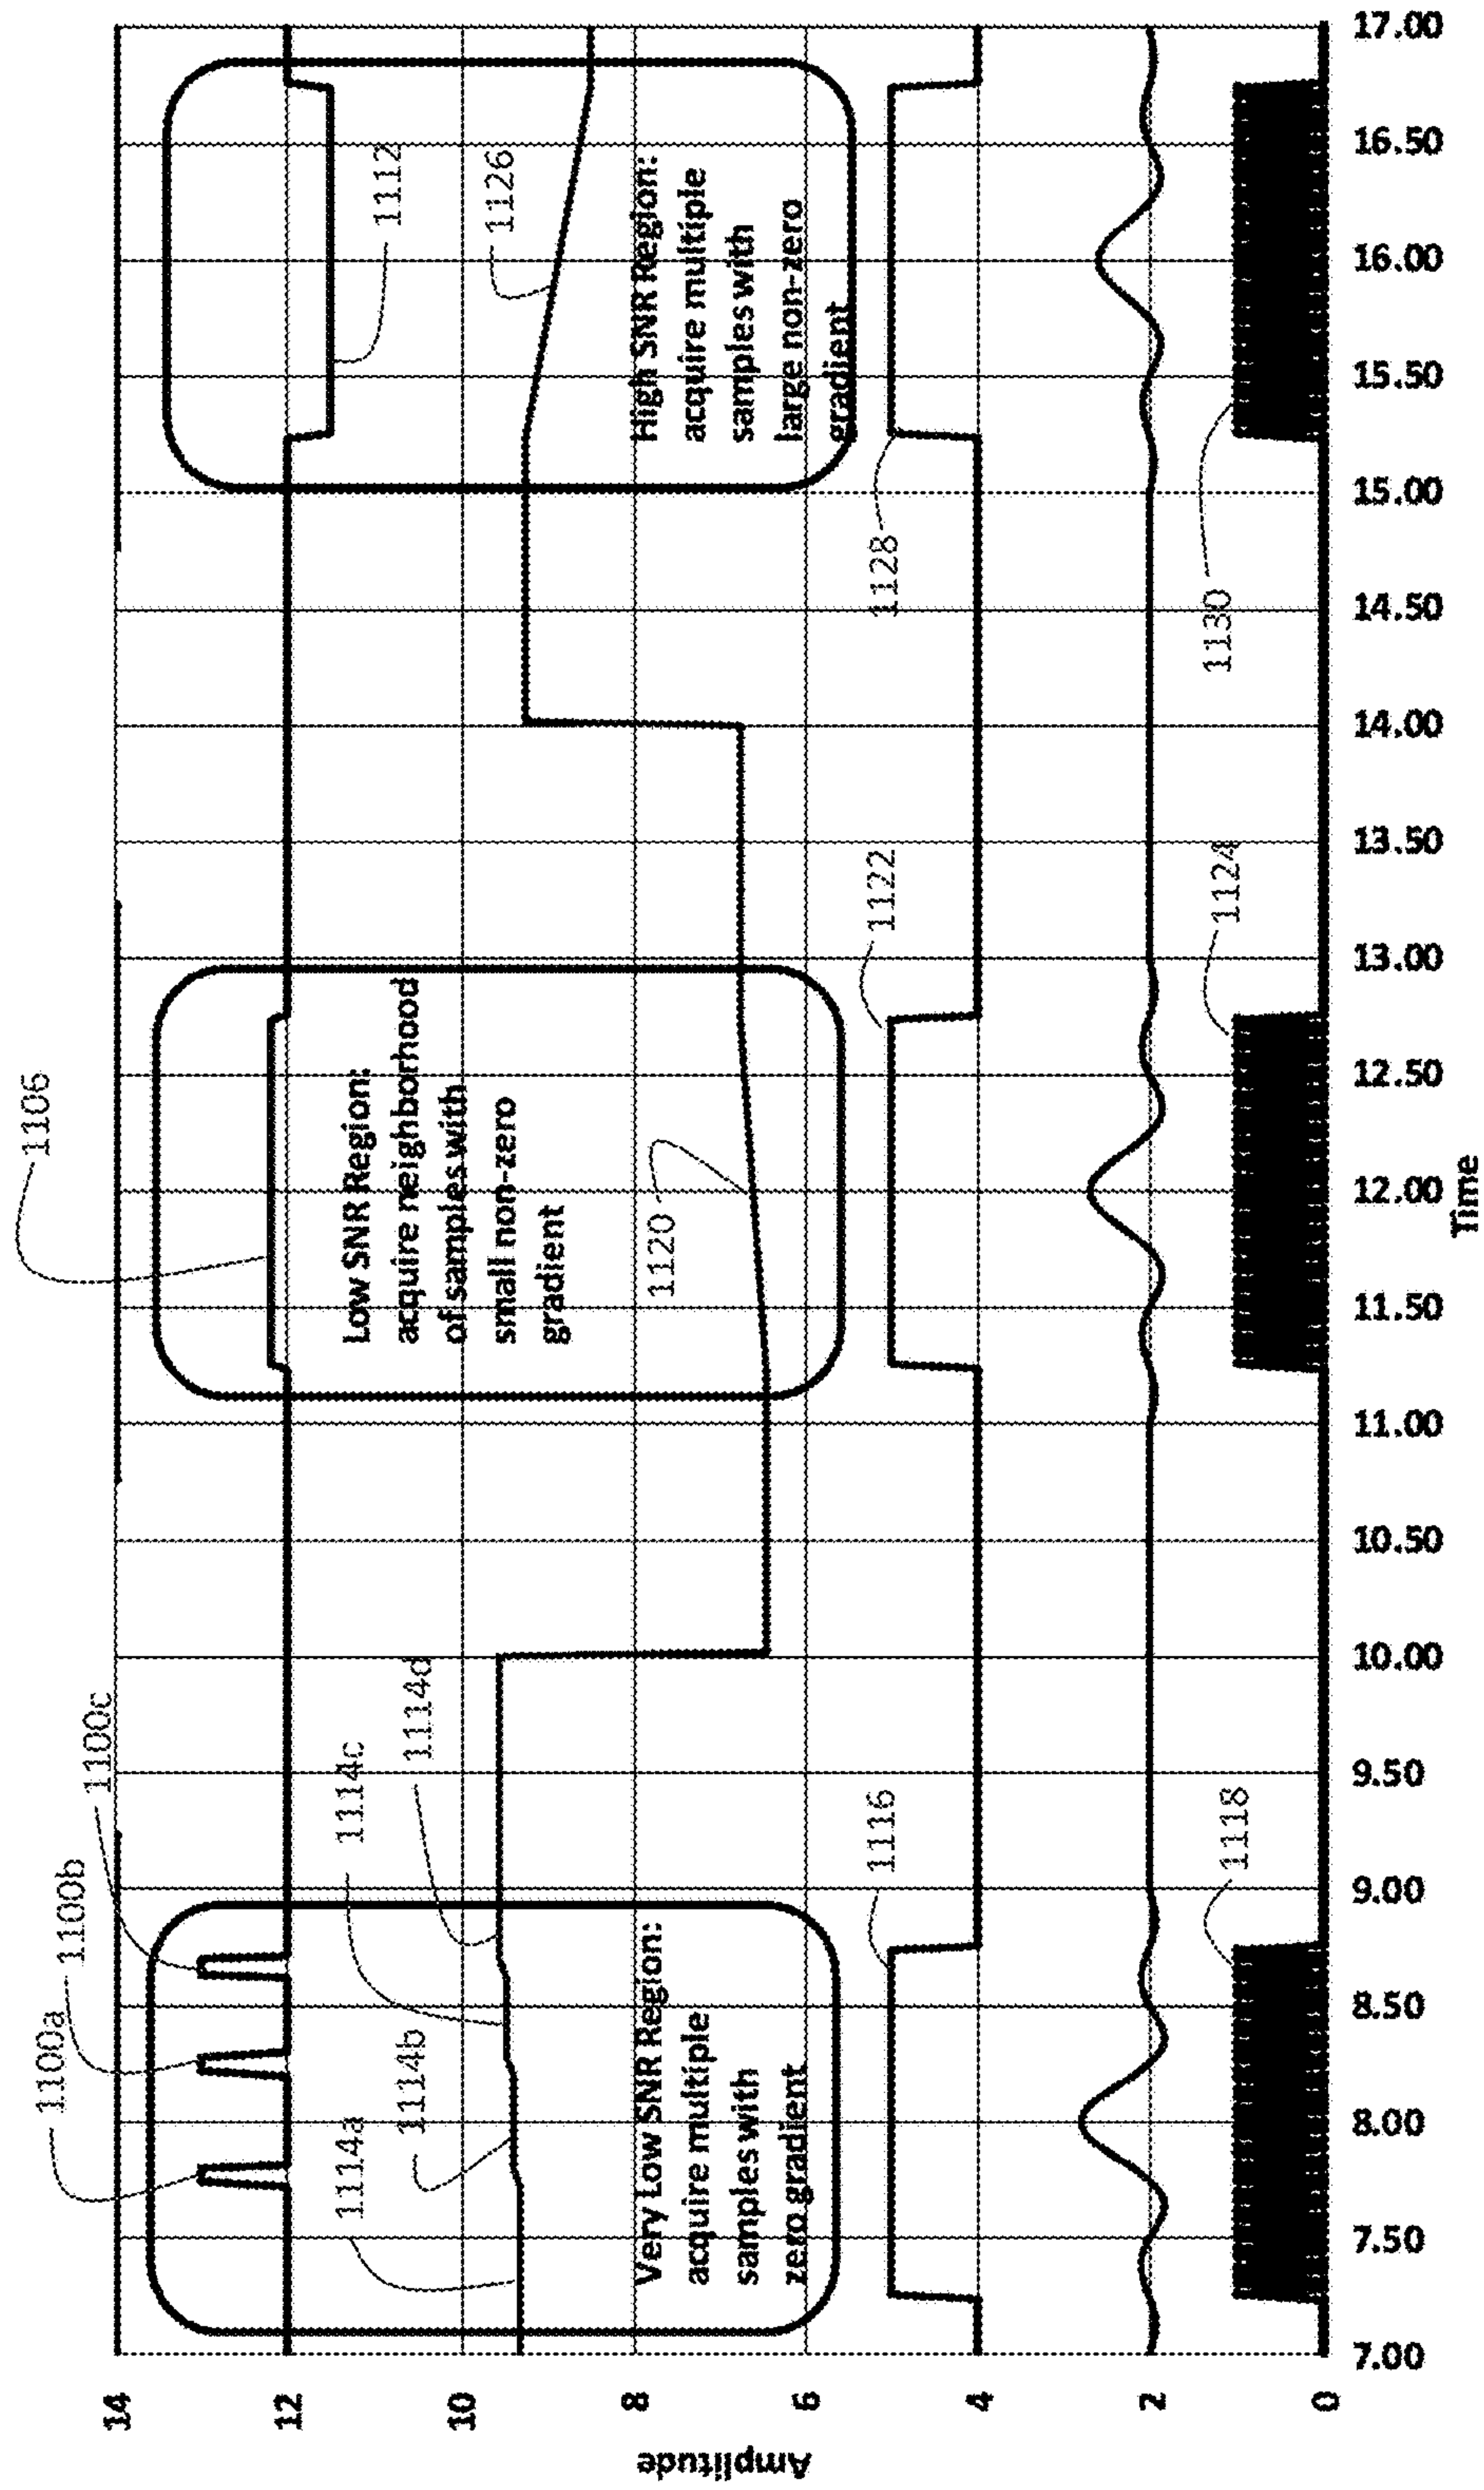 1100a
1100b
1100c
1106
1112
1114a
1114b
1114c
1114d
1126
Very Low SNR Region:
acquire multiple
samples with
zero gradient
Low SNR Region:
acquire neighborhood
of samples with
small non-zero
gradient
1120
High SNR Region:
acquire multiple
samples with
large non-zero
gradient
1116
1122
1128
1118
1124
1130
Amplitude
14
12
10
8
6
4
2
0
7.00
7.50
8.00
8.50
9.00
9.50
10.00
10.50
11.00
11.50
12.00
12.50
13.00
13.50
14.00
14.50
15.00
15.50
16.00
16.50
17.00
Time